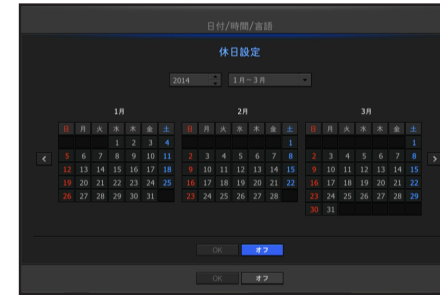 日付/時間/言語
休日設定
2014 1月－3月
1月 2月 3月
日 月 火 水 木 金 土 日 月 火 水 木 金 土 日 月 火 水 木 金 土
1 2 3 4 1 1
5 6 7 8 9 10 11 2 3 4 5 6 7 8 2 3 4 5 6 7 8
12 13 14 15 16 17 18 9 10 11 12 13 14 15 9 10 11 12 13 14 15
19 20 21 22 23 24 25 16 17 18 19 20 21 22 16 17 18 19 20 21 22
26 27 28 29 30 31 23 24 25 26 27 28 23 24 25 26 27 28 29
30 31
OK オフ
OK オフ